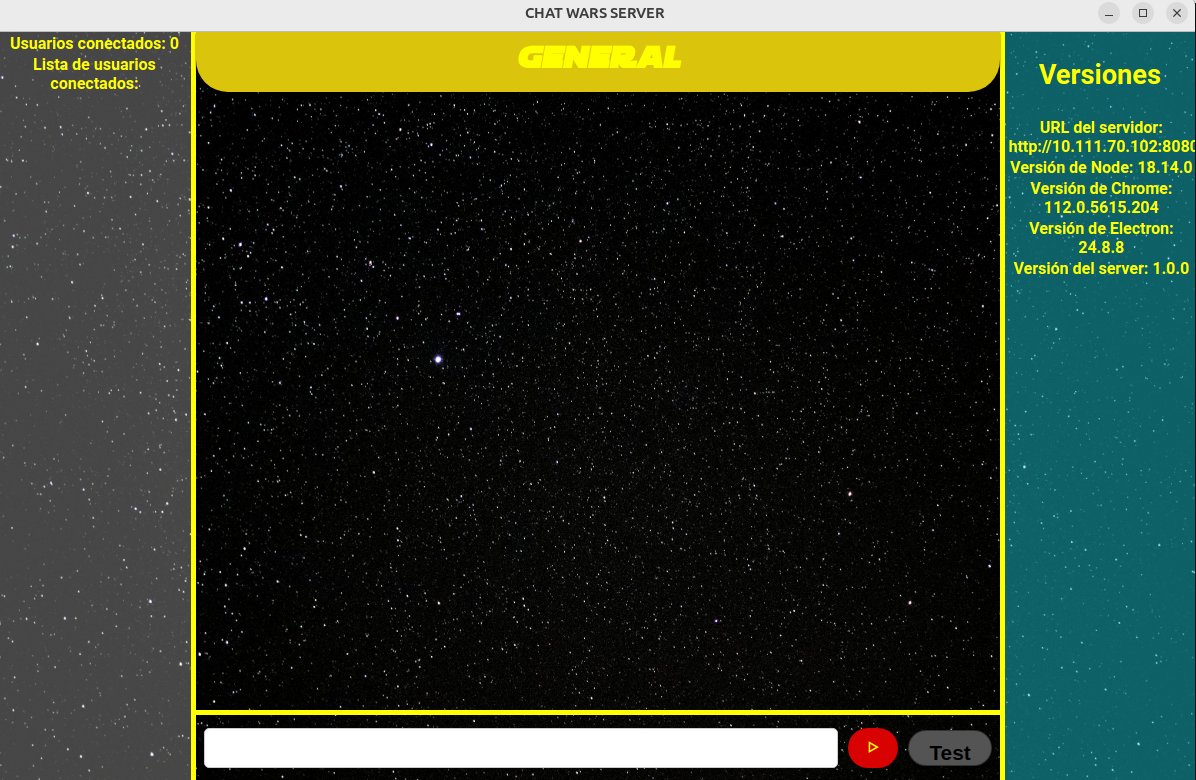 CHAT WARS SERVER
Usuarios conectados: 0
Lista de usuarios
conectados:
GENERAL
Versiones
URL del servidor:
http://10.111.70.102:8080
Versión de Node: 18.14.0
Versión de Chrome:
112.0.5615.204
Versión de Electron:
24.8.8
Versión del server: 1.0.0
Test